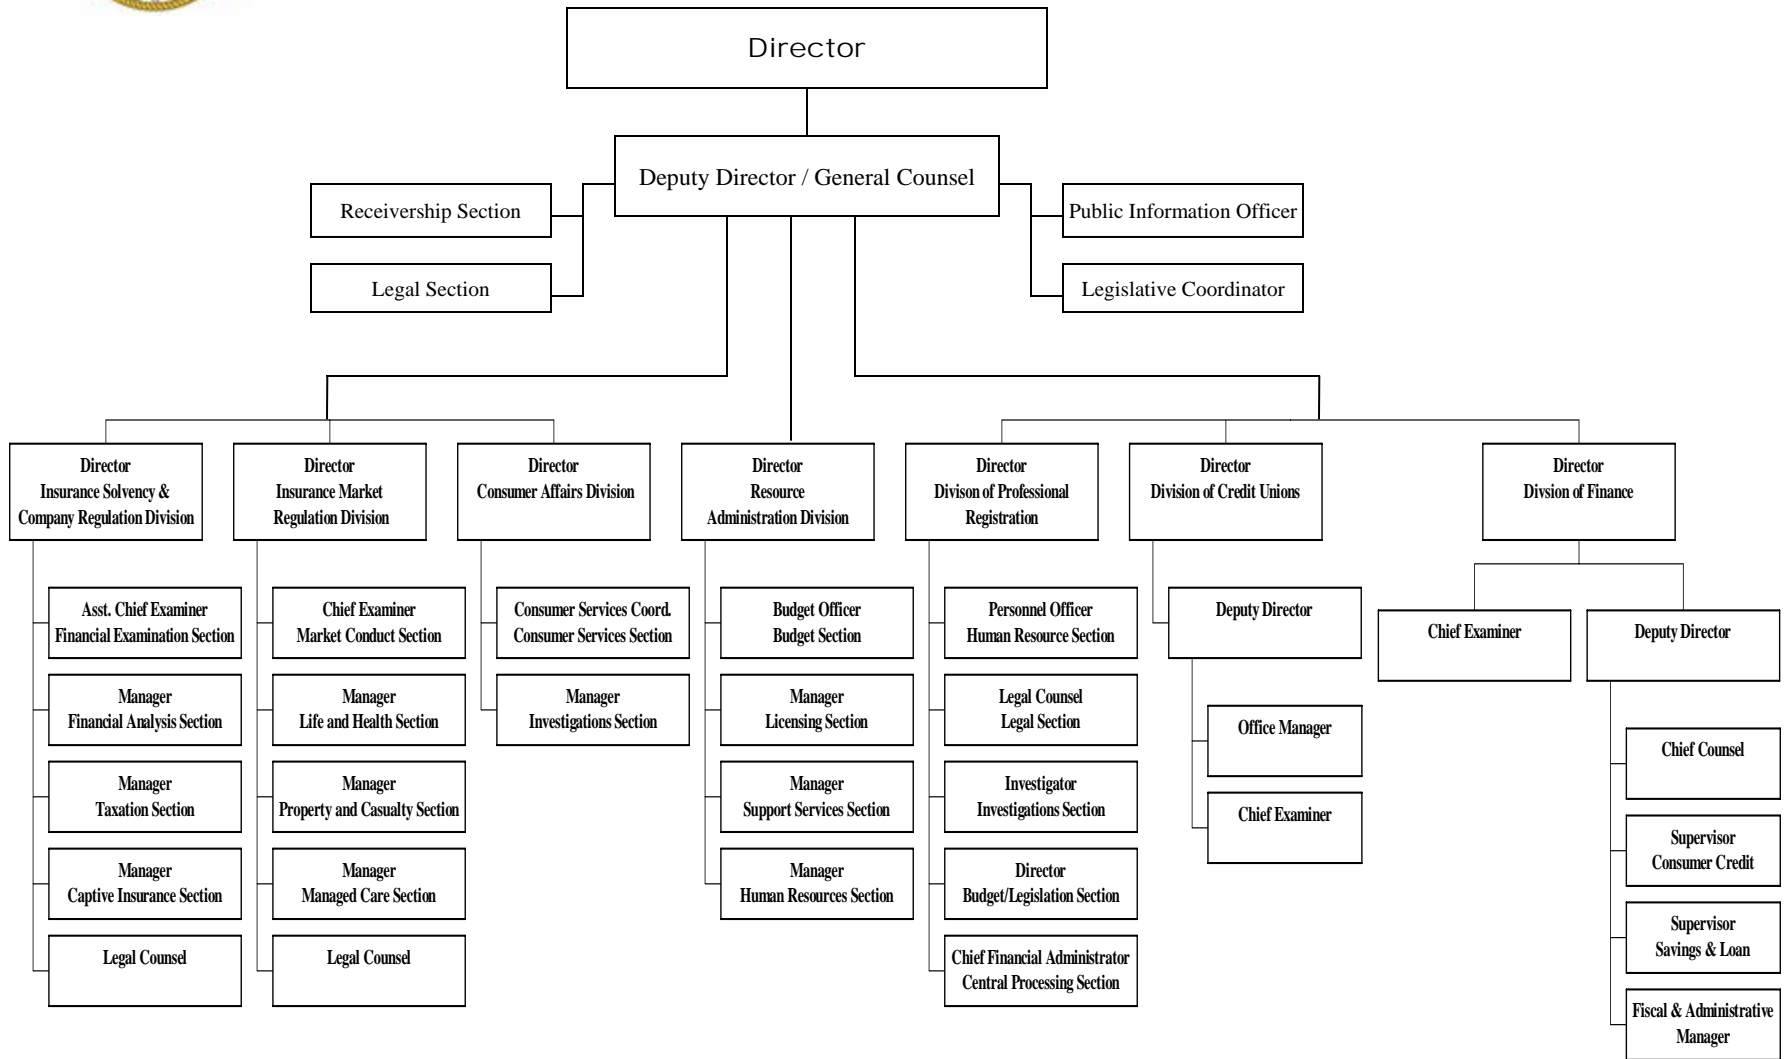 Director
Deputy Director / General Counsel
Receivership Section
Public Information Officer
Legal Section
Legislative Coordinator
Director
Insurance Solvency &
Company Regulation Division
Director
Insurance Market
Regulation Division
Director
Consumer Affairs Division
Director
Resource
Administration Division
Director
Divison of Professional
Registration
Director
Division of Credit Unions
Director
Divsion of Finance
Asst. Chief Examiner
Financial Examination Section
Manager
Financial Analysis Section
Manager
Taxation Section
Manager
Captive Insurance Section
Legal Counsel
Chief Examiner
Market Conduct Section
Manager
Life and Health Section
Manager
Property and Casualty Section
Manager
Managed Care Section
Legal Counsel
Consumer Services Coord.
Consumer Services Section
Manager
Investigations Section
Budget Officer
Budget Section
Manager
Licensing Section
Manager
Support Services Section
Manager
Human Resources Section
Personnel Officer
Human Resource Section
Legal Counsel
Legal Section
Investigator
Investigations Section
Director
Budget/Legislation Section
Chief Financial Administrator
Central Processing Section
Deputy Director
Office Manager
Chief Examiner
Chief Examiner
Deputy Director
Chief Counsel
Supervisor
Consumer Credit
Supervisor
Savings & Loan
Fiscal & Administrative
Manager